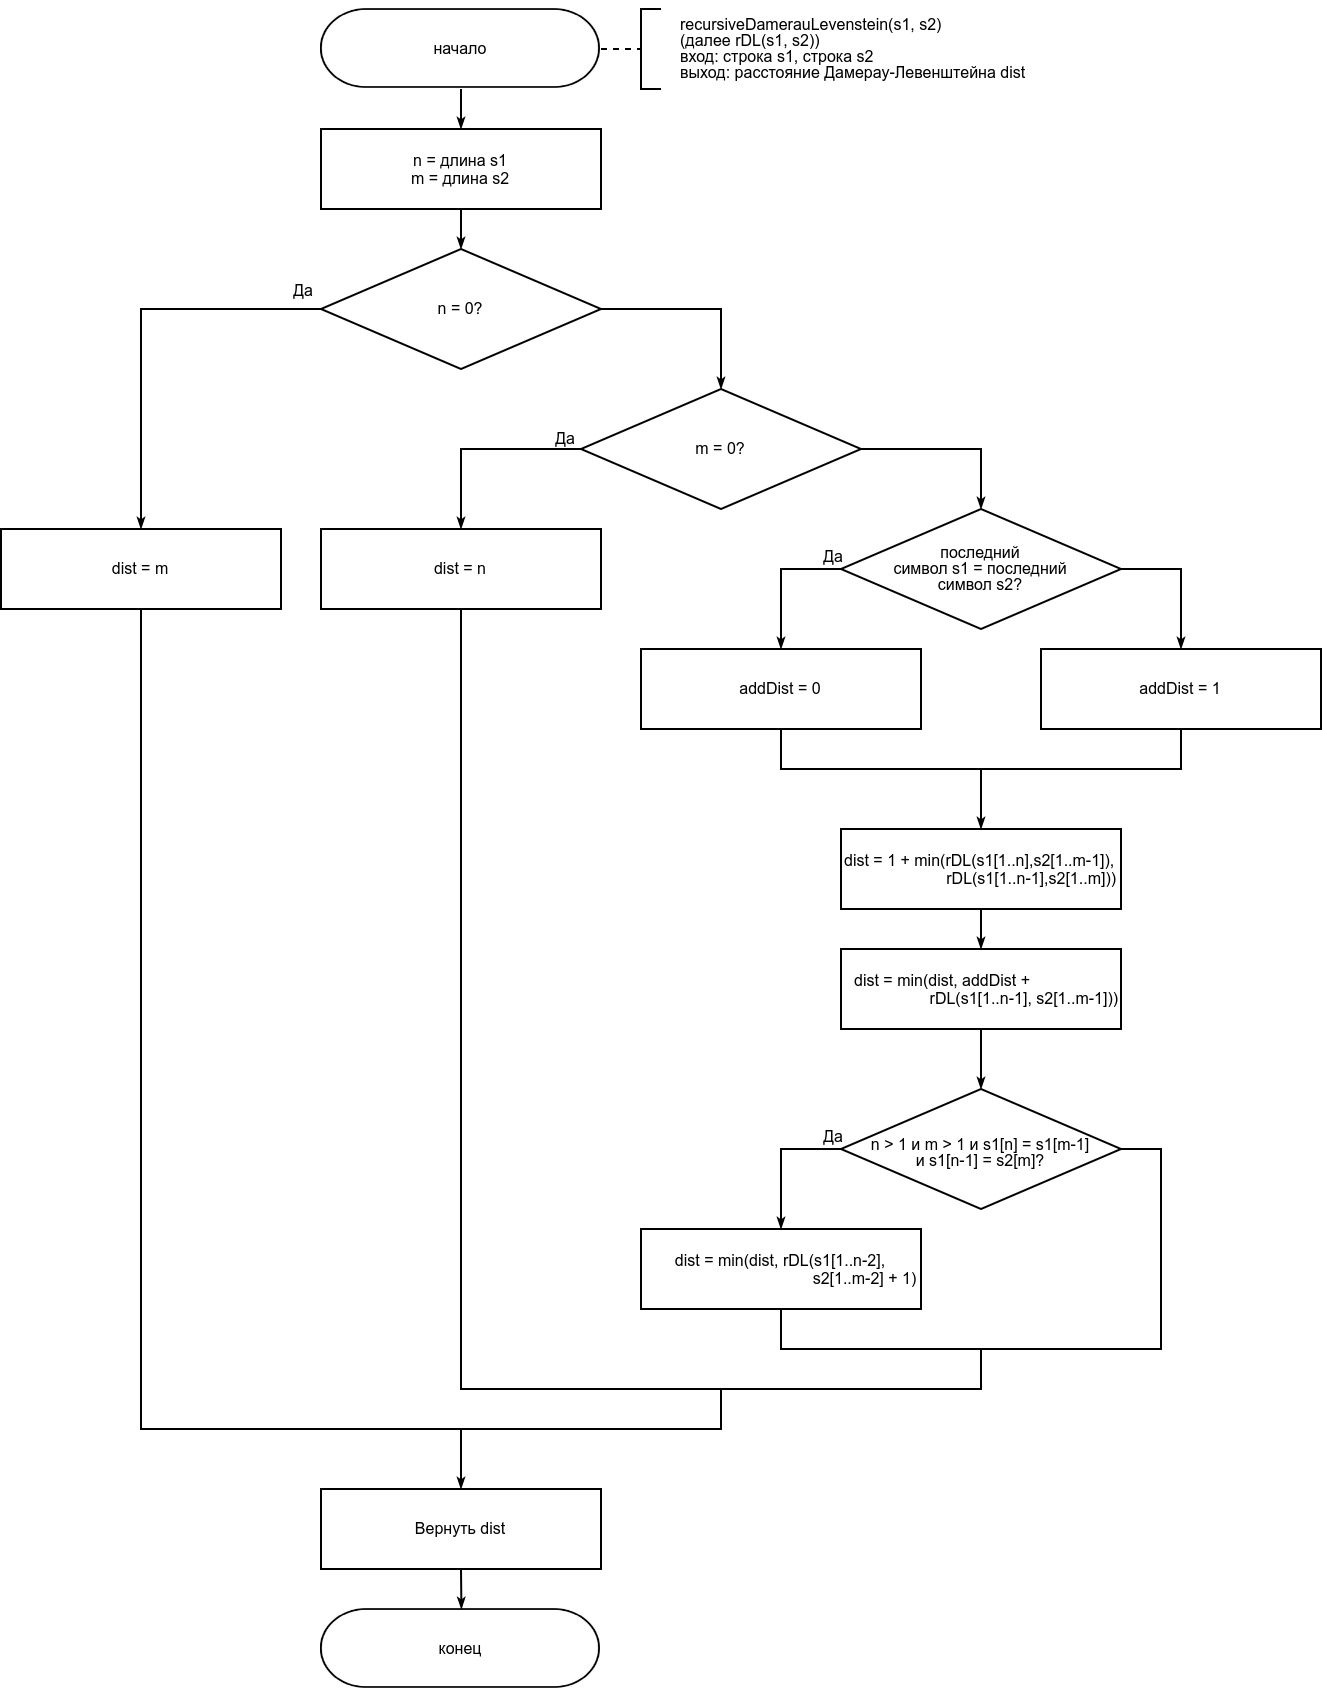 начало
recursiveDamerauLevenstein(s1, s2)
(далее rDL(s1, s2))
вход: строка s1, строка s2
выход: расстояние Дамерау-Левенштейна dist
n = длина s1
m = длина s2
Да
n = 0?
Да
m = 0?
dist = m
dist = n
Да
последний
символ s1 = последний
символ s2?
addDist = 0
addDist = 1
dist = 1 + min(rDL(s1[1..n],s2[1..m-1]),
rDL(s1[1..n-1],s2[1..m]))
dist = min(dist, addDist +
rDL(s1[1..n-1], s2[1..m-1]))
Да
n > 1 и m > 1 и s1[n] = s1[m-1]
и s1[n-1] = s2[m]?
dist = min(dist, rDL(s1[1..n-2],
s2[1..m-2] + 1)
Вернуть dist
конец